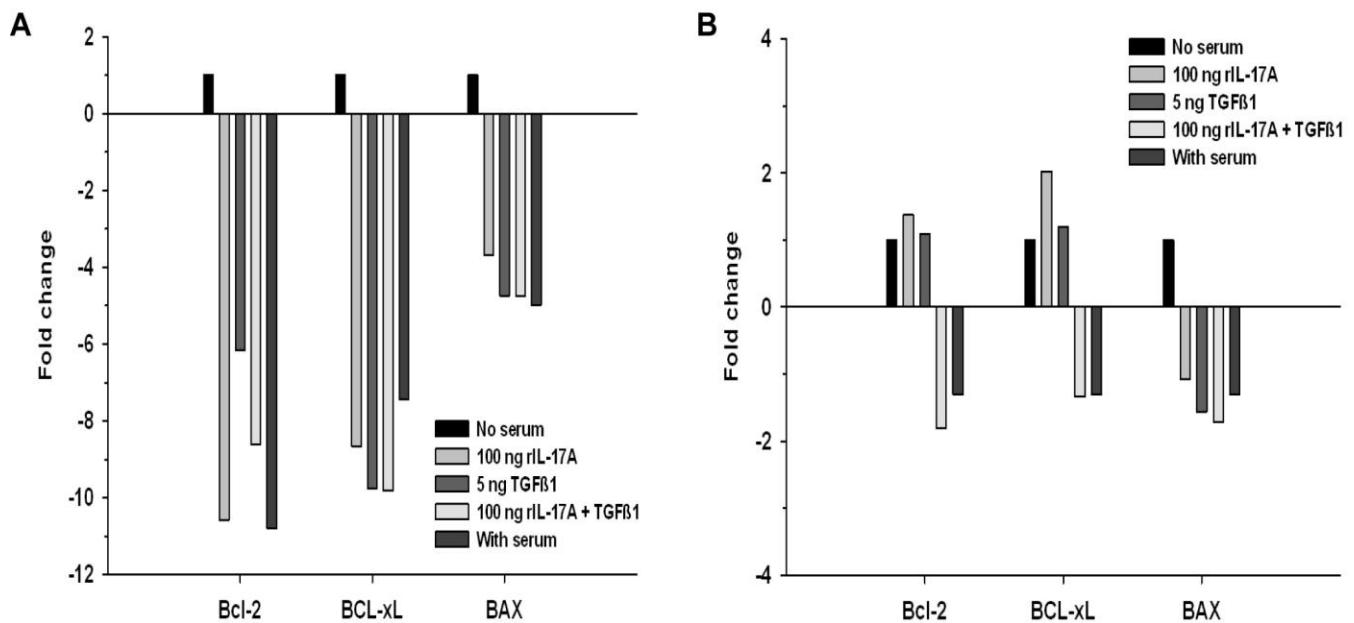 A
2
0
-2
-4
-6
-8
-10
-12
Fold change
No serum
100 ng rIL-17A
5 ng TGFß1
100 ng rIL-17A + TGFß1
With serum
Bcl-2 BCL-xL BAX
B
4
2
0
-2
-4
Fold change
No serum
100 ng rIL-17A
5 ng TGFß1
100 ng rIL-17A + TGFß1
With serum
Bcl-2 BCL-xL BAX